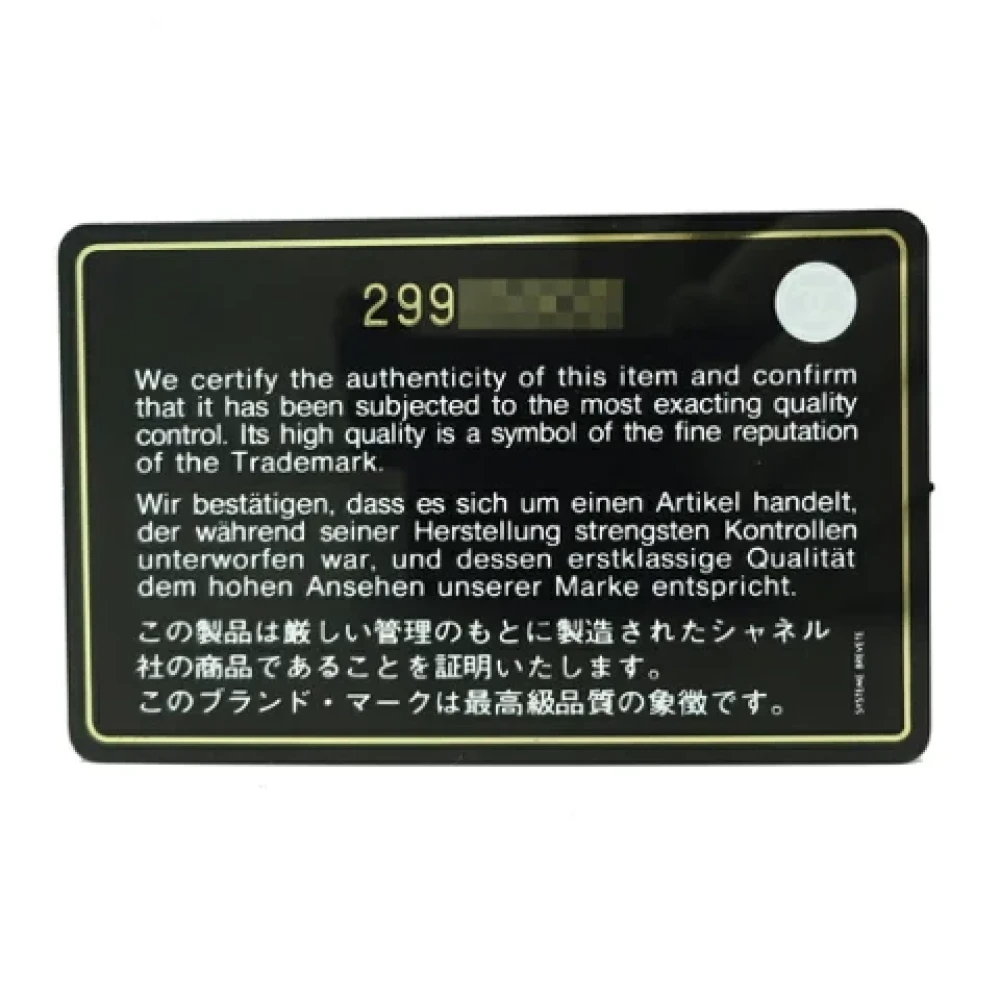 299
We certify the authenticity of this item and confirm
that it has been subjected to the most exacting quality
control. Its high quality is a symbol of the fine reputation
of the Trademark.
Wir bestätigen, dass es sich um einen Artikel handelt,
der während seiner Herstellung strengsten Kontrollen
unterworfen war, und dessen erstklassige Qualität
dem hohen Ansehen unserer Marke entspricht.
この製品は厳しい管理のもとに製造されたシャネル
社の商品であることを証明いたします。
このブランド・マークは最高級品質の象徴です。
SYSTEME BREVETE